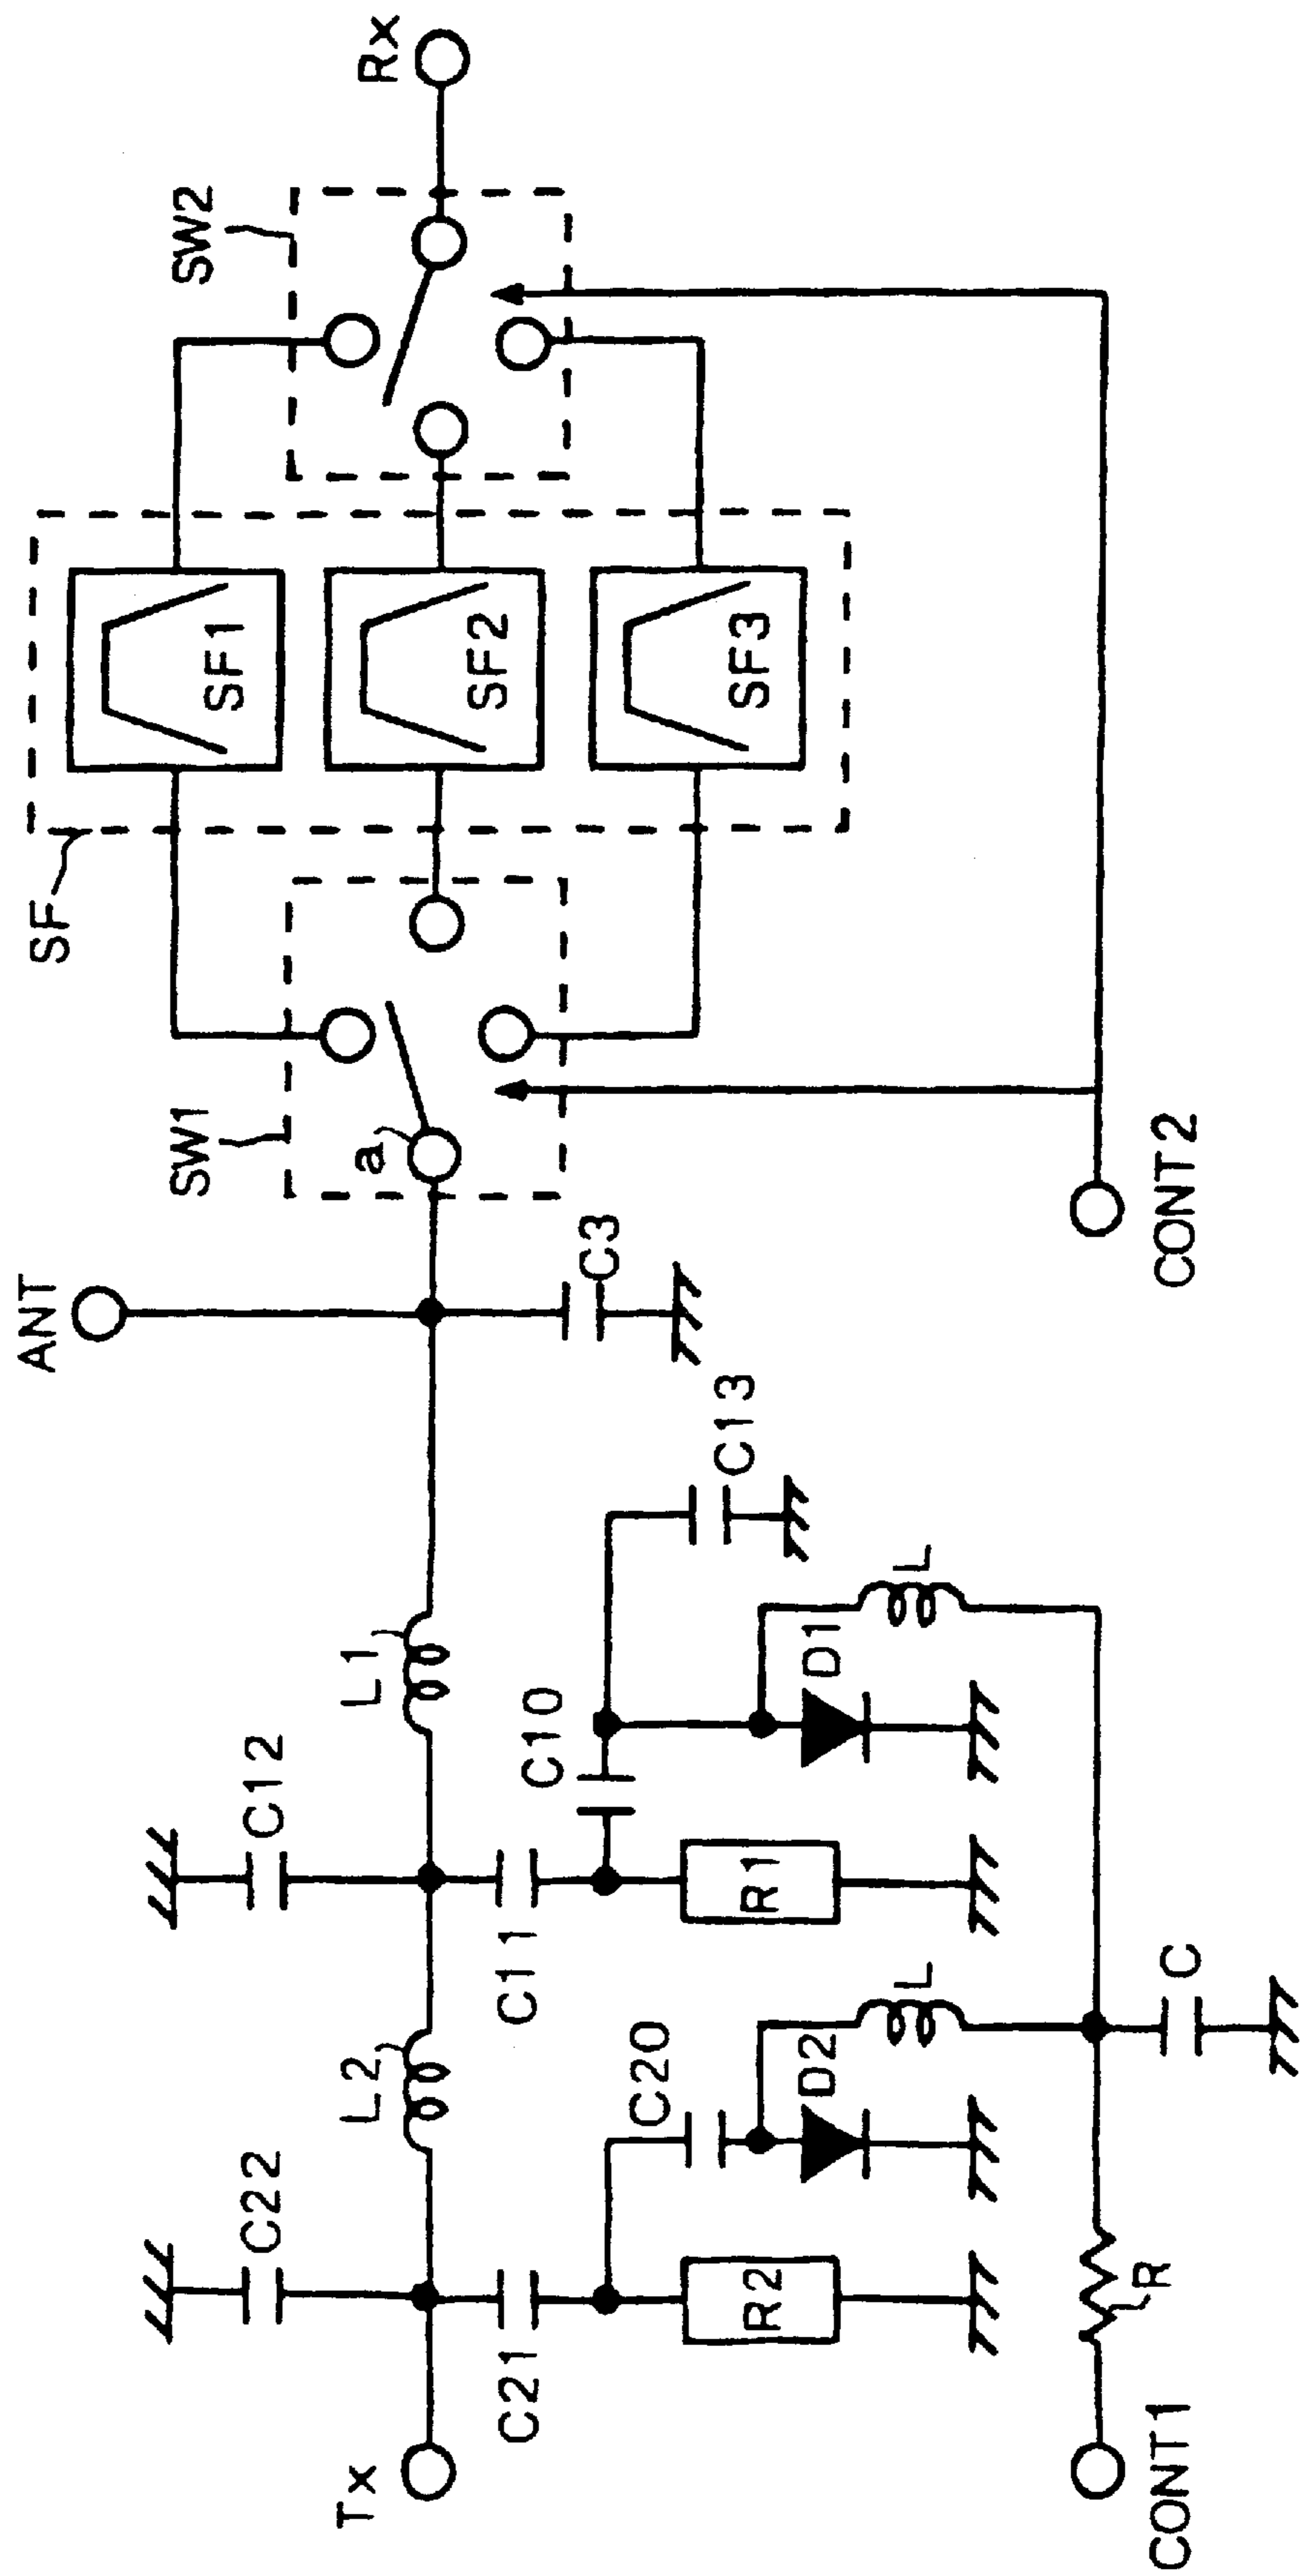 ANT
SF
SW1
a
SF1
SF2
SF3
SW2
Rx
Tx
C22
L2
C12
L1
C3
C21
C11
C10
C13
C20
R2
D2
L
R1
D1
L
CONT1
R
C
CONT2